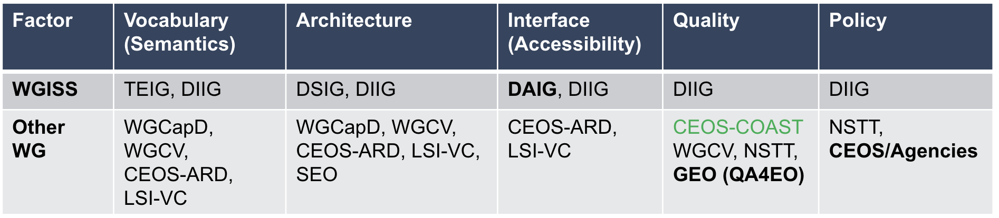 Factor
Vocabulary
(Semantics)
Architecture
Interface
(Accessibility)
Quality
Policy
WGISS
TEIG, DIIG
DSIG, DIIG
DAIG, DIIG
DIIG
DIIG
Other
WG
WGCapD,
WGCV,
CEOS-ARD,
LSI-VC
WGCapD, WGCV,
CEOS-ARD, LSI-VC,
SEO
CEOS-ARD,
LSI-VC
CEOS-COAST
WGCV, NSTT,
GEO (QA4EO)
NSTT,
CEOS/Agencies